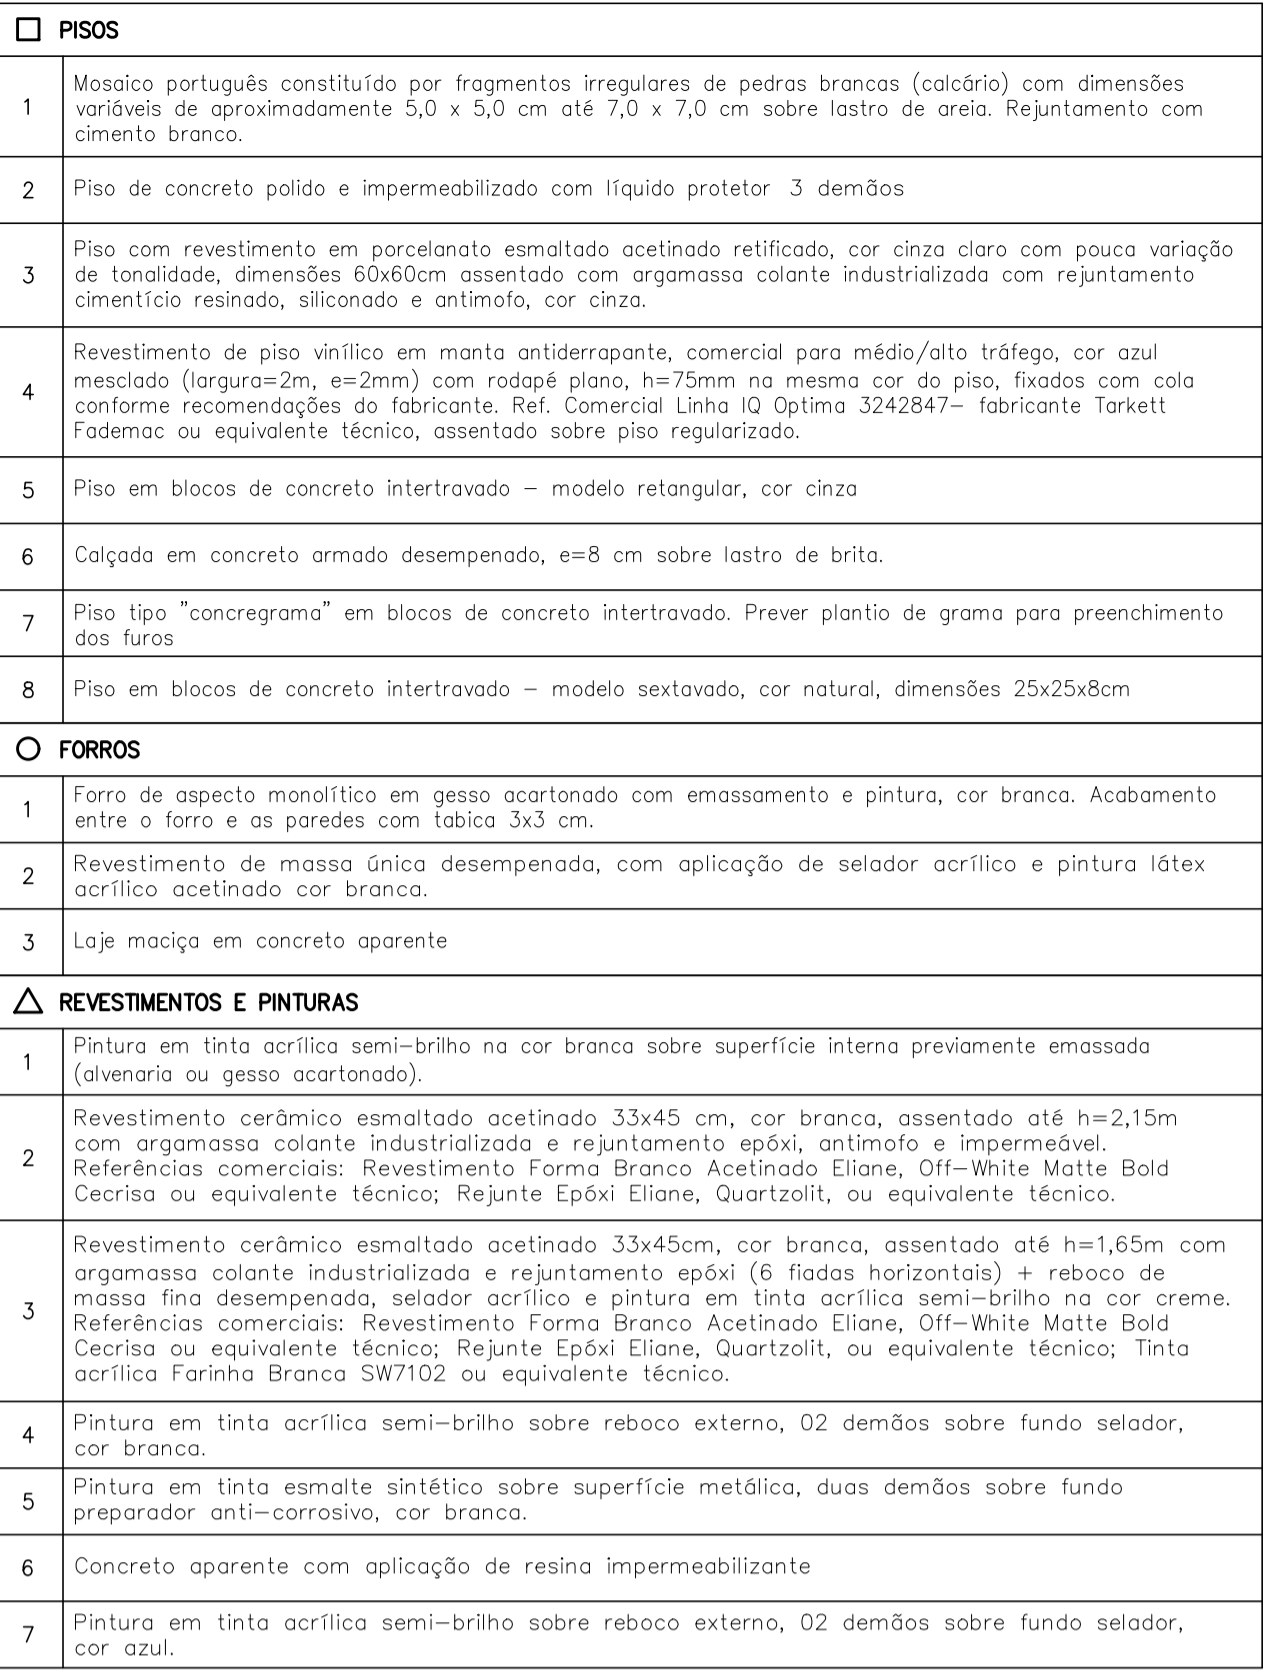 PISOS
1
Mosaico português constituído por fragmentos irregulares de pedras brancas (calcário) com dimensões
variáveis de aproximadamente 5,0 x 5,0 cm até 7,0 x 7,0 cm sobre lastro de areia. Rejuntamento com
cimento branco.
2
Piso de concreto polido e impermeabilizado com líquido protetor 3 demãos
3
Piso com revestimento em porcelanato esmaltado acetinado retificado, cor cinza claro com pouca variação
de tonalidade, dimensões 60x60cm assentado com argamassa colante industrializada com rejuntamento
cimentício resinado, siliconado e antimofo, cor cinza.
4
Revestimento de piso vinílico em manta antiderrapante, comercial para médio/alto tráfego, cor azul
mesclado (largura=2m, e=2mm) com rodapé plano, h=75mm na mesma cor do piso, fixados com cola
conforme recomendações do fabricante. Ref. Comercial Linha IQ Optima 3242847– fabricante Tarkett
Fademac ou equivalente técnico, assentado sobre piso regularizado.
5
Piso em blocos de concreto intertravado – modelo retangular, cor cinza
6
Calçada em concreto armado desempenado, e=8 cm sobre lastro de brita.
7
Piso tipo "concregrama" em blocos de concreto intertravado. Prever plantio de grama para preenchimento
dos furos
8
Piso em blocos de concreto intertravado – modelo sextavado, cor natural, dimensões 25x25x8cm
FORROS
1
Forro de aspecto monolítico em gesso acartonado com emassamento e pintura, cor branca. Acabamento
entre o forro e as paredes com tabica 3x3 cm.
2
Revestimento de massa única desempenada, com aplicação de selador acrílico e pintura látex
acrílico acetinado cor branca.
3
Laje maciça em concreto aparente
REVESTIMENTOS E PINTURAS
1
Pintura em tinta acrílica semi–brilho na cor branca sobre superfície interna previamente emassada
(alvenaria ou gesso acartonado).
2
Revestimento cerâmico esmaltado acetinado 33x45 cm, cor branca, assentado até h=2,15m
com argamassa colante industrializada e rejuntamento epóxi, antimofo e impermeável.
Referências comerciais: Revestimento Forma Branco Acetinado Eliane, Off–White Matte Bold
Cecrisa ou equivalente técnico; Rejunte Epóxi Eliane, Quartzolit, ou equivalente técnico.
3
Revestimento cerâmico esmaltado acetinado 33x45cm, cor branca, assentado até h=1,65m com
argamassa colante industrializada e rejuntamento epóxi (6 fiadas horizontais) + reboco de
massa fina desempenada, selador acrílico e pintura em tinta acrílica semi–brilho na cor creme.
Referências comerciais: Revestimento Forma Branco Acetinado Eliane, Off–White Matte Bold
Cecrisa ou equivalente técnico; Rejunte Epóxi Eliane, Quartzolit, ou equivalente técnico; Tinta
acrílica Farinha Branca SW7102 ou equivalente técnico.
4
Pintura em tinta acrílica semi–brilho sobre reboco externo, 02 demãos sobre fundo selador,
cor branca.
5
Pintura em tinta esmalte sintético sobre superfície metálica, duas demãos sobre fundo
preparador anti–corrosivo, cor branca.
6
Concreto aparente com aplicação de resina impermeabilizante
7
Pintura em tinta acrílica semi–brilho sobre reboco externo, 02 demãos sobre fundo selador,
cor azul.